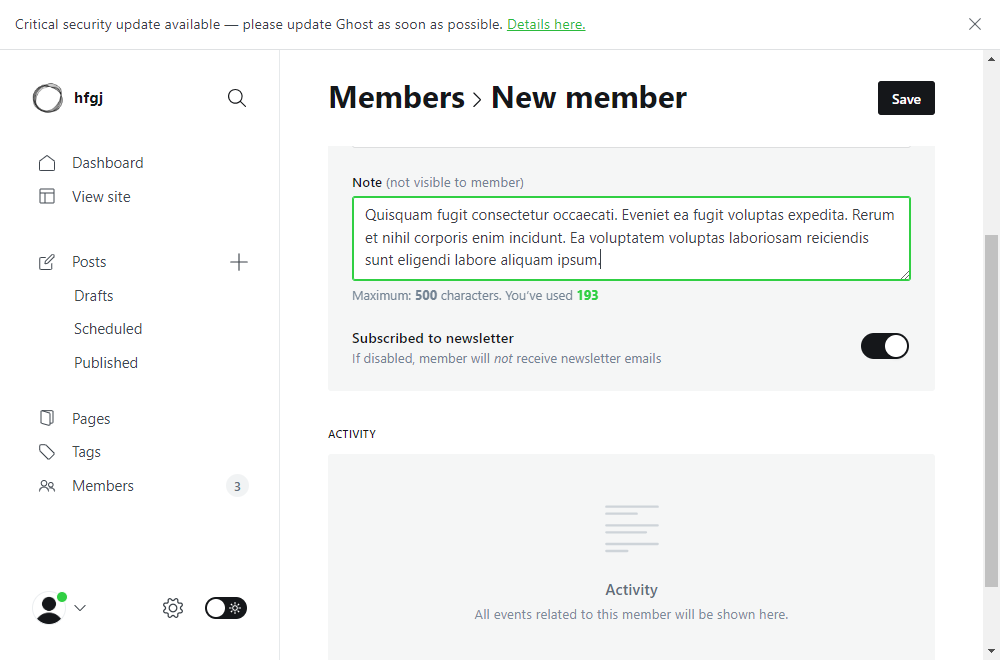 Critical security update available — please update Ghost as soon as possible. Details here.
hfgj
Dashboard
View site
Posts
Drafts
Scheduled
Published
Pages
Tags
Members 3
Members > New member
Save
Note (not visible to member)
Quisquam fugit consectetur occaecati. Eveniet ea fugit voluptas expedita. Rerum
et nihil corporis enim incidunt. Ea voluptatem voluptas laboriosam reiciendis
sunt eligendi labore aliquam ipsum.
Maximum: 500 characters. You've used 193
Subscribed to newsletter
If disabled, member will not receive newsletter emails
ACTIVITY
Activity
All events related to this member will be shown here.